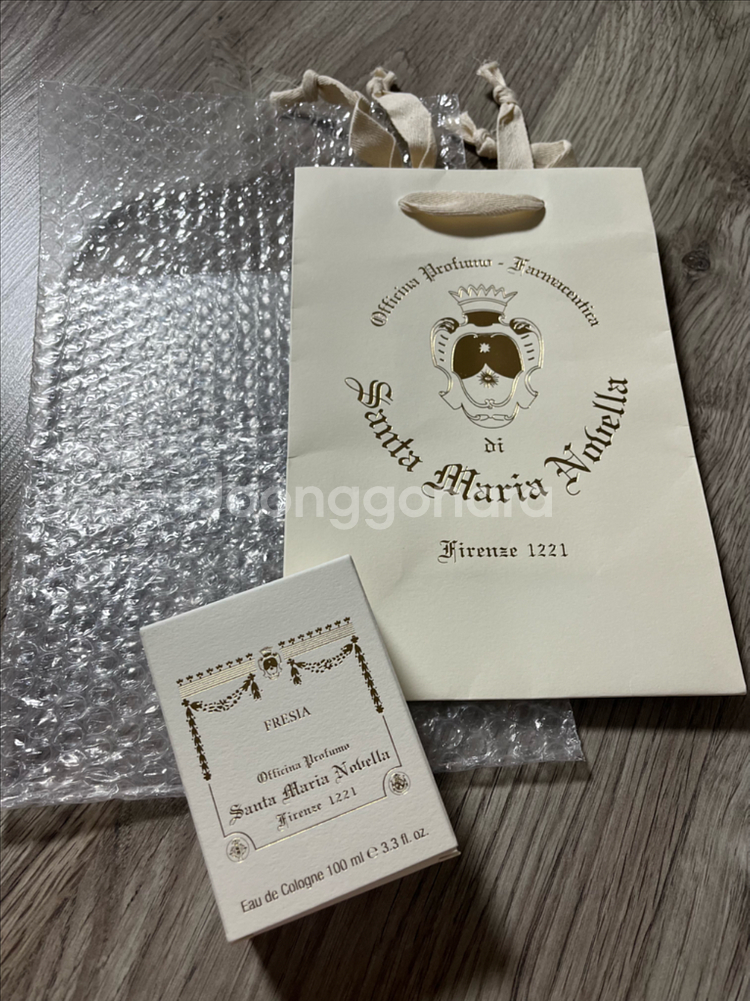 Officina Profumo - Farmaceutica
di
Santa Maria Novella
Firenze 1221
Joonggonara
FRESIA
Officina Profumo
Santa Maria Novella
Firenze 1221
Eau de Cologne 100 ml ℮ 3.3 fl. oz.